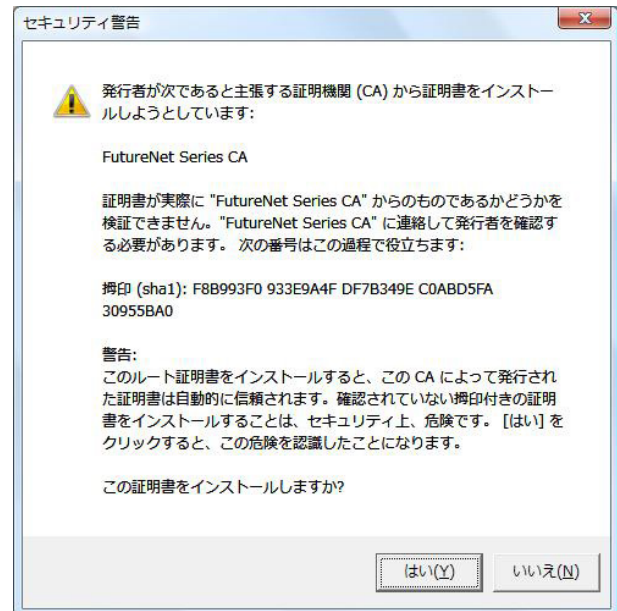 セキュリティ警告
発行者が次であると主張する証明機関 (CA) から証明書をインストー
ルしようとしています:
FutureNet Series CA
証明書が実際に "FutureNet Series CA" からのものであるかどうかを
検証できません。"FutureNet Series CA" に連絡して発行者を確認す
る必要があります。 次の番号はこの過程で役立ちます:
拇印 (sha1): F8B993F0 933E9A4F DF7B349E C0ABD5FA
30955BA0
警告:
このルート証明書をインストールすると、この CA によって発行され
た証明書は自動的に信頼されます。確認されていない拇印付きの証明
書をインストールすることは、セキュリティ上、危険です。 [はい] を
クリックすると、この危険を認識したことになります。
この証明書をインストールしますか?
はい(Y) いいえ(N)